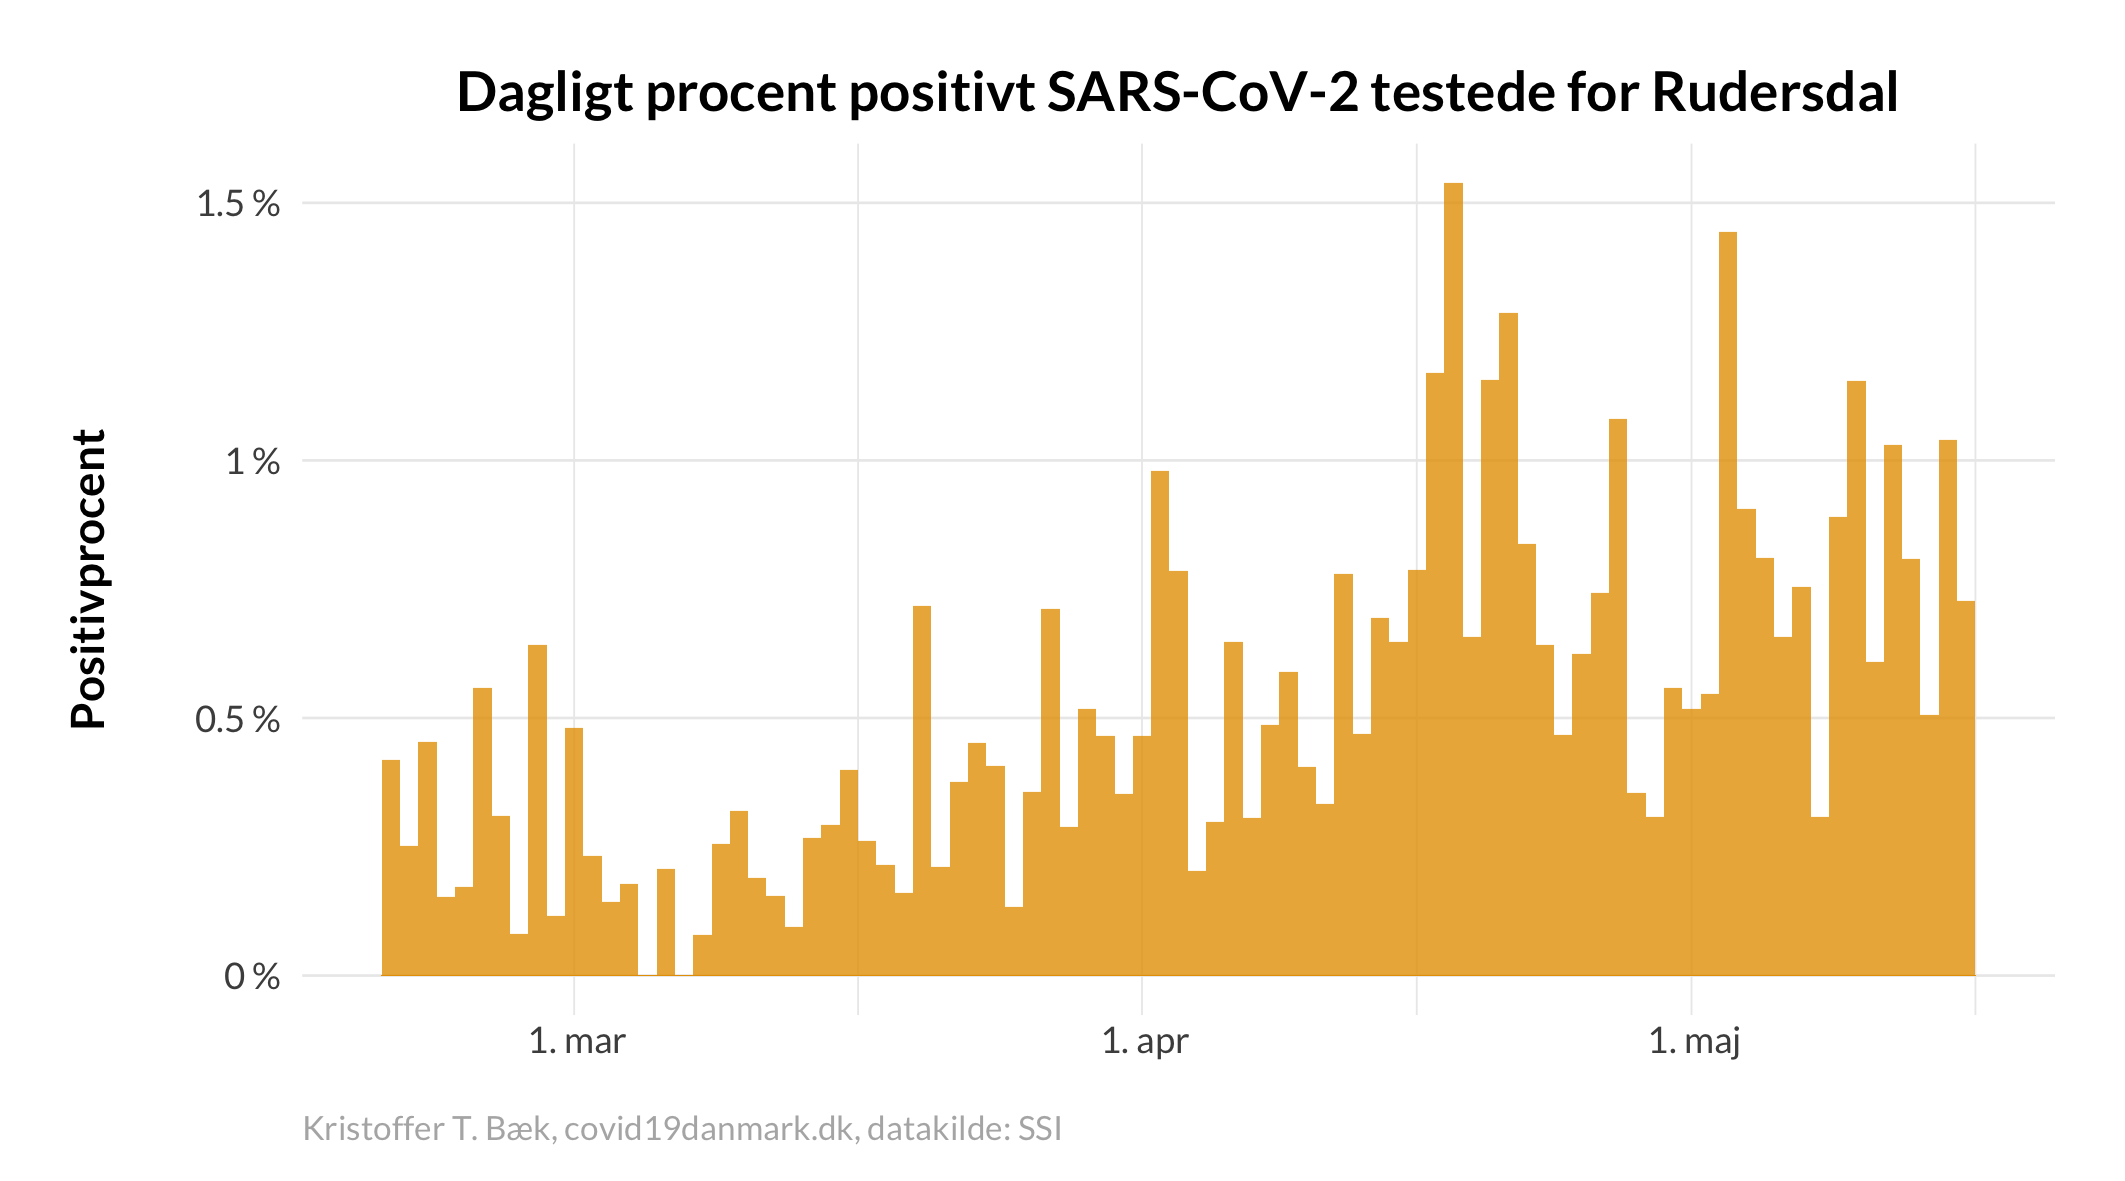 Dagligt procent positivt SARS-CoV-2 testede for Rudersdal
Positivprocent
1.5 %
1 %
0.5 %
0 %
1. mar
1. apr
1. maj
Kristoffer T. Bæk, covid19danmark.dk, datakilde: SSI